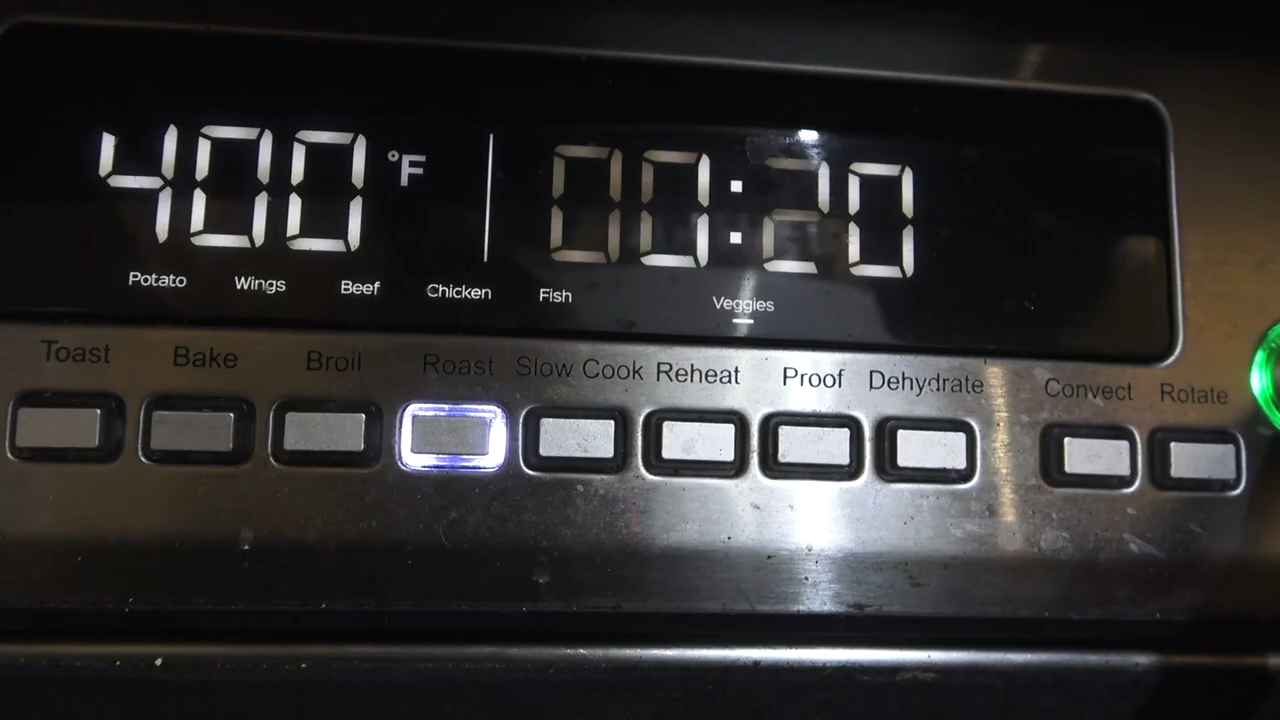 400 °F 00:20
Potato Wings Beef Chicken Fish Veggies
Toast Bake Broil Roast Slow Cook Reheat Proof Dehydrate Convect Rotate